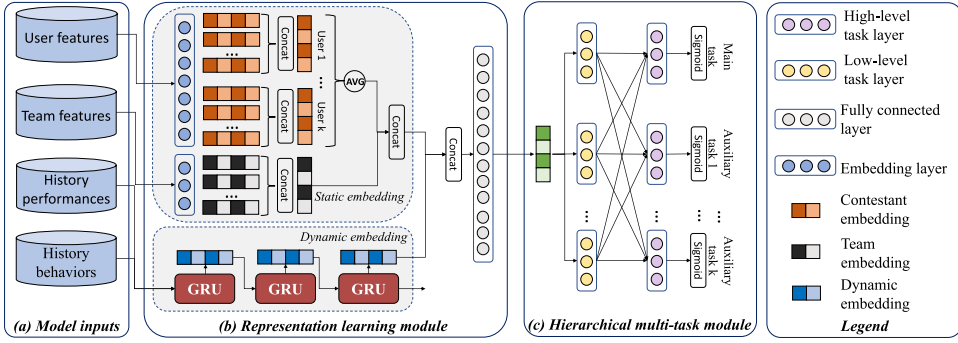 User features
Team features
History
performances
History
behaviors
(a) Model inputs
...
Concat
User 1
...
...
Concat
User k
AVG
...
Concat
Static embedding
Concat
Dynamic embedding
GRU
GRU
GRU
Concat
(b) Representation learning module
Sigmoid
Main
task
Sigmoid
Auxiliary
task 1
...
...
Sigmoid
Auxiliary
task k
(c) Hierarchical multi-task module
High-level
task layer
Low-level
task layer
Fully connected
layer
Embedding layer
Contestant
embedding
Team
embedding
Dynamic
embedding
Legend